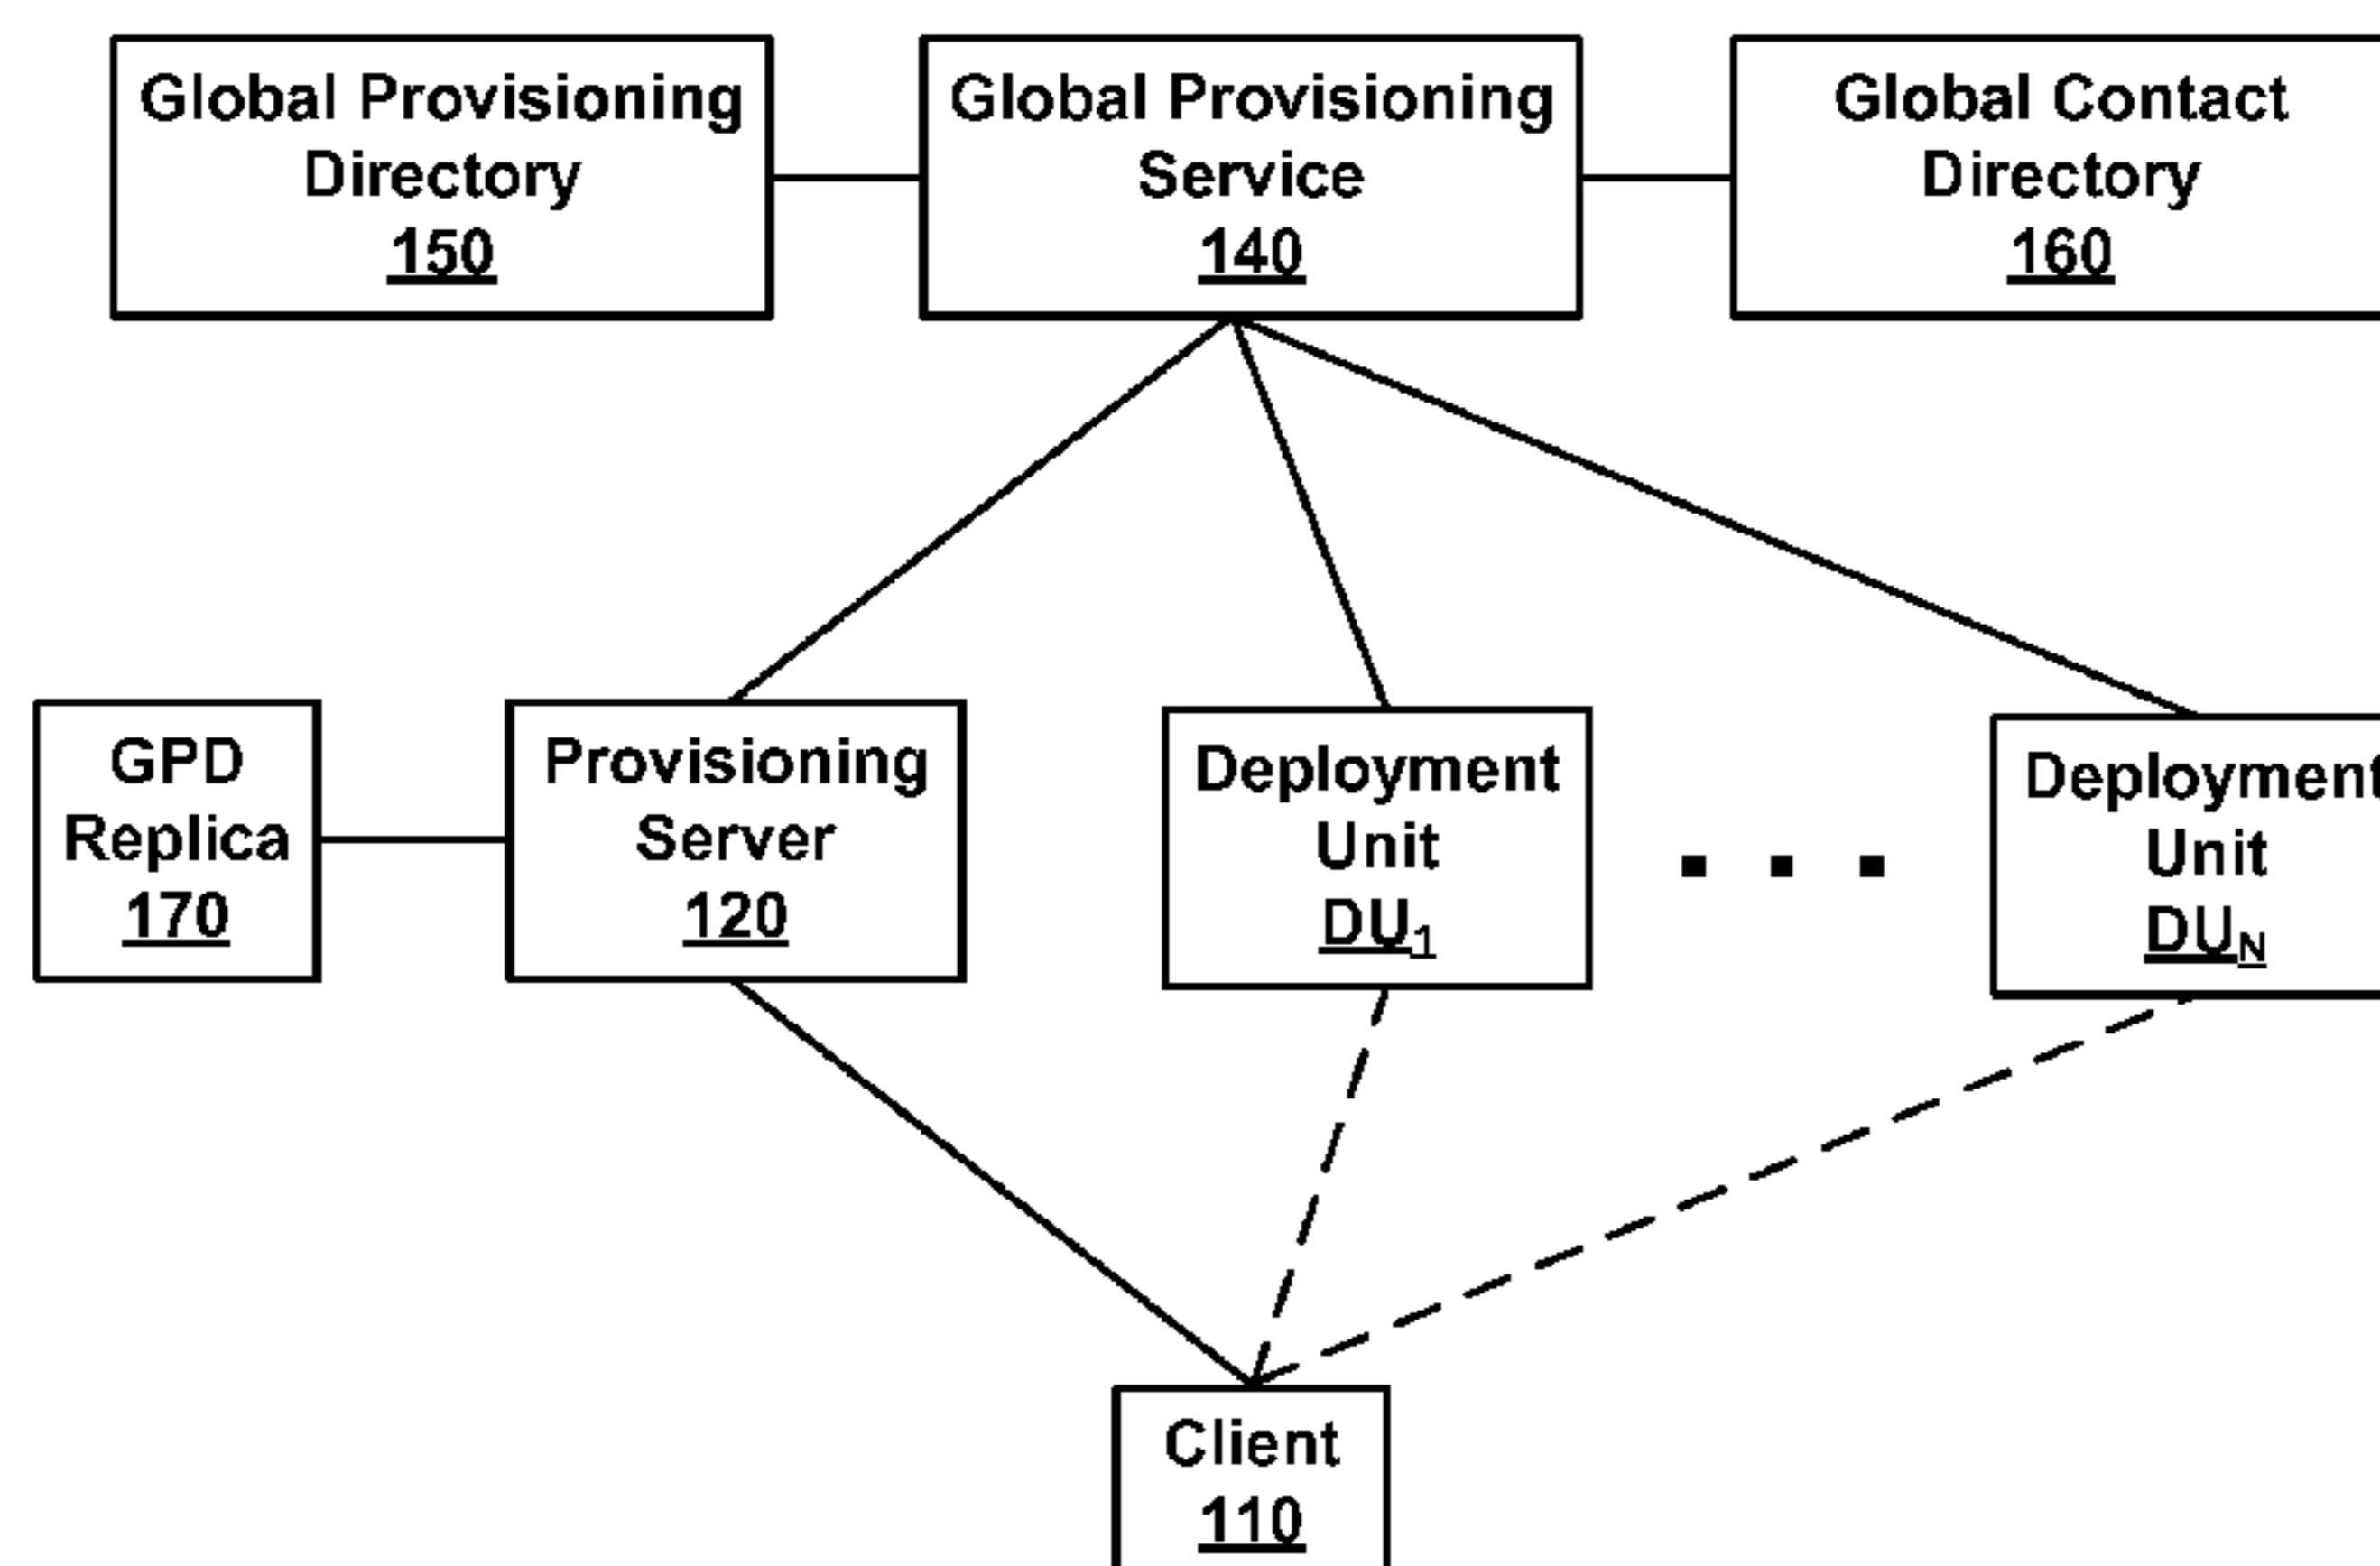 Global Provisioning
Directory
150
Global Provisioning
Service
140
Global Contact
Directory
160
GPD
Replica
170
Provisioning
Server
120
Deployment
Unit
DU1
Deployment
Unit
DUN
Client
110